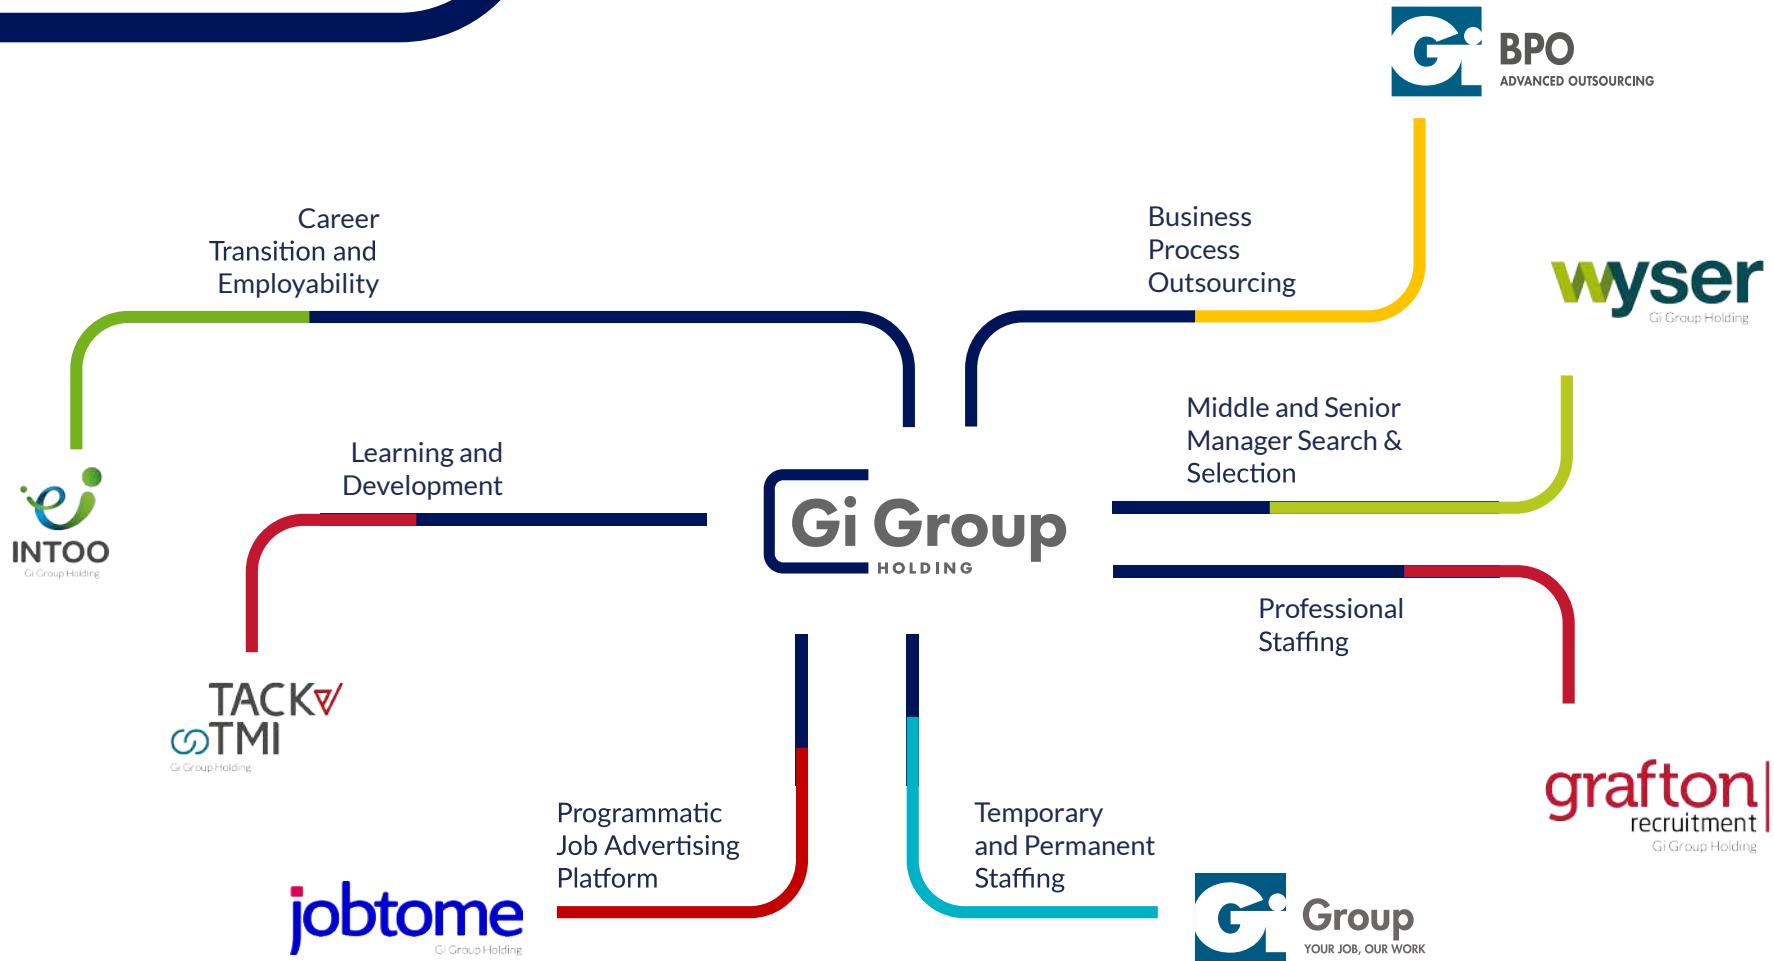 Gi BPO
ADVANCED OUTSOURCING
Career
Transition and
Employability
Business
Process
Outsourcing
wyser
Gi Group Holding
Middle and Senior
Manager Search &
Selection
Learning and
Development
INTOO
Gi Group Holding
Gi Group
HOLDING
Professional
Staffing
TACK
TMI
Gi Group Holding
grafton
recruitment
Gi Group Holding
Programmatic
Job Advertising
Platform
jobtome
Gi Group Holding
Temporary
and Permanent
Staffing
Gi Group
YOUR JOB, OUR WORK